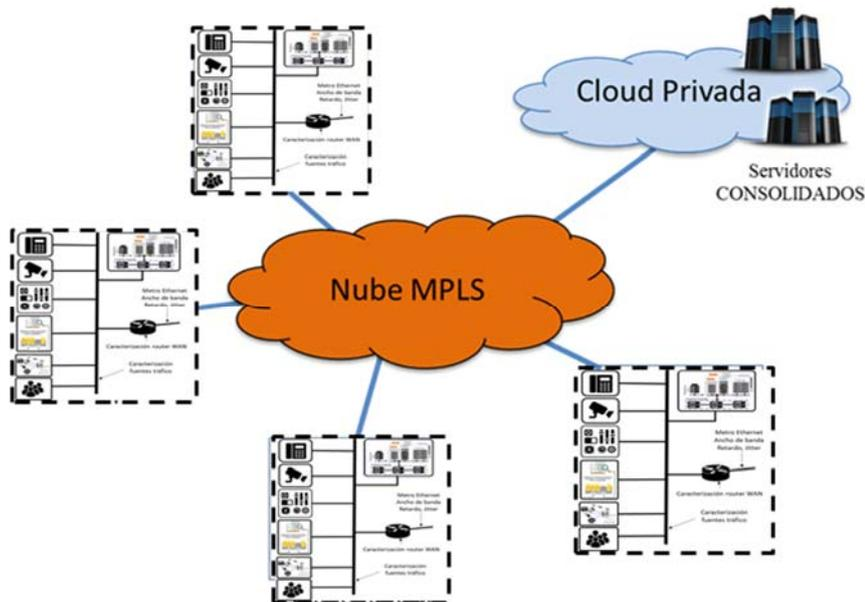 Metro Ethernet
Ancho de banda
Retardo, Jitter
Caracterización router WAN
Caracterización
fuentes tráfico
Cloud Privada
Servidores
CONSOLIDADOS
Metro Ethernet
Ancho de banda
Retardo, Jitter
Caracterización router WAN
Caracterización
fuentes tráfico
Nube MPLS
Metro Ethernet
Ancho de banda
Retardo, Jitter
Caracterización router WAN
Caracterización
fuentes tráfico
Metro Ethernet
Ancho de banda
Retardo, Jitter
Caracterización router WAN
Caracterización
fuentes tráfico